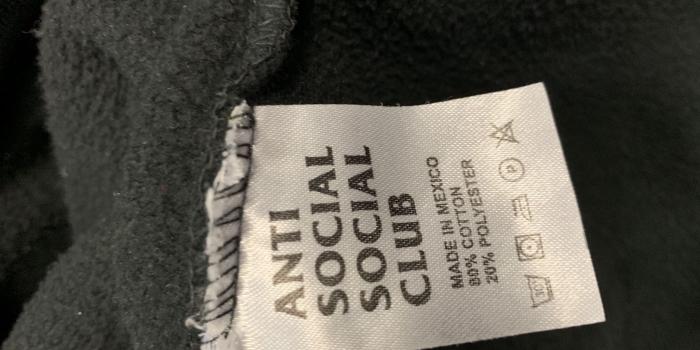 ANTI
SOCIAL
SOCIAL
CLUB
MADE IN MEXICO
80% COTTON
20% POLYESTER
P